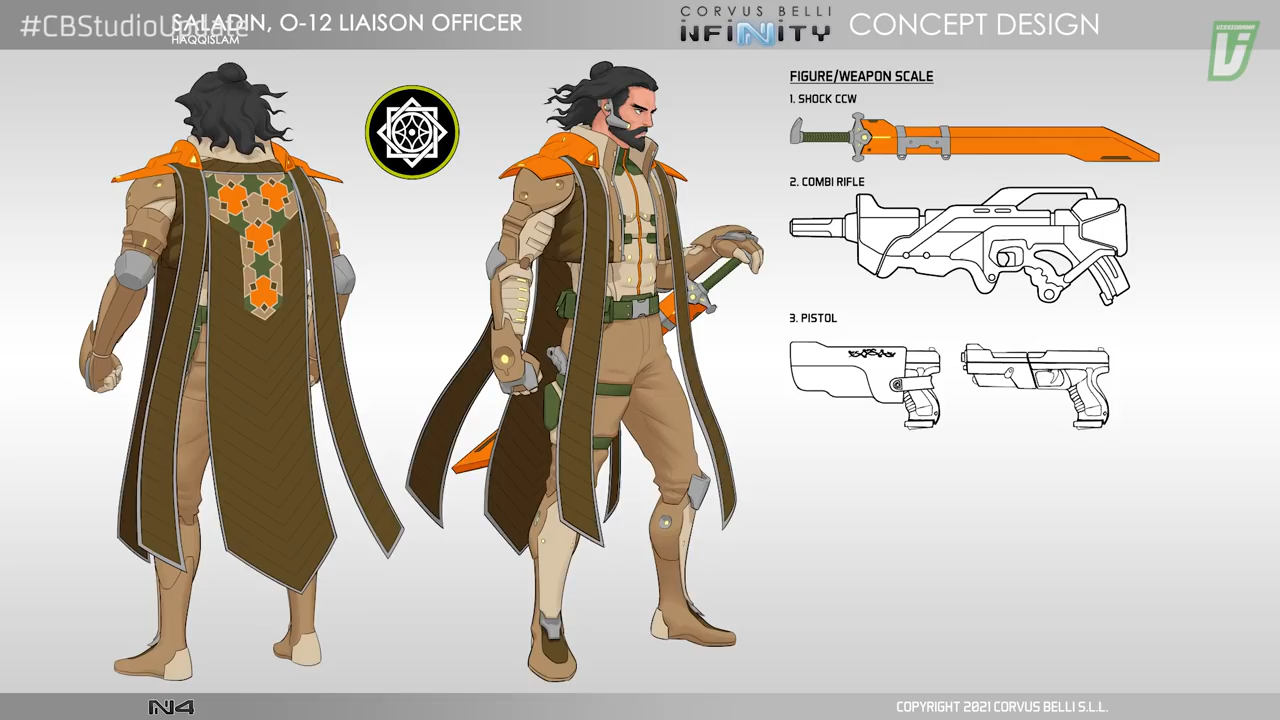 #CBStudioUpdate
SALADIN, O-12 LIAISON OFFICER
HAQQISLAM
CORVUS BELLI
INFINITY
CONCEPT DESIGN
FIGURE/WEAPON SCALE
1. SHOCK CCW
2. COMBI RIFLE
3. PISTOL
N4
COPYRIGHT 2021 CORVUS BELLI S.L.L.